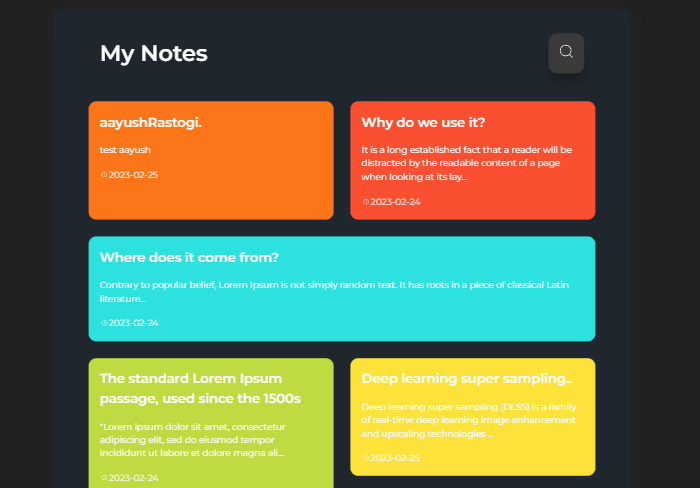 My Notes
aayushRastogi.
test aayush
2023-02-25
Why do we use it?
It is a long established fact that a reader will be
distracted by the readable content of a page
when looking at its lay...
2023-02-24
Where does it come from?
Contrary to popular belief, Lorem Ipsum is not simply random text. It has roots in a piece of classical Latin
literature...
2023-02-24
The standard Lorem Ipsum
passage, used since the 1500s
"Lorem ipsum dolor sit amet, consectetur
adipiscing elit, sed do eiusmod tempor
incididunt ut labore et dolore magna ali...
2023-02-24
Deep learning super sampling..
Deep learning super sampling (DLSS) is a family
of real-time deep learning image enhancement
and upscaling technologies ...
2023-02-25